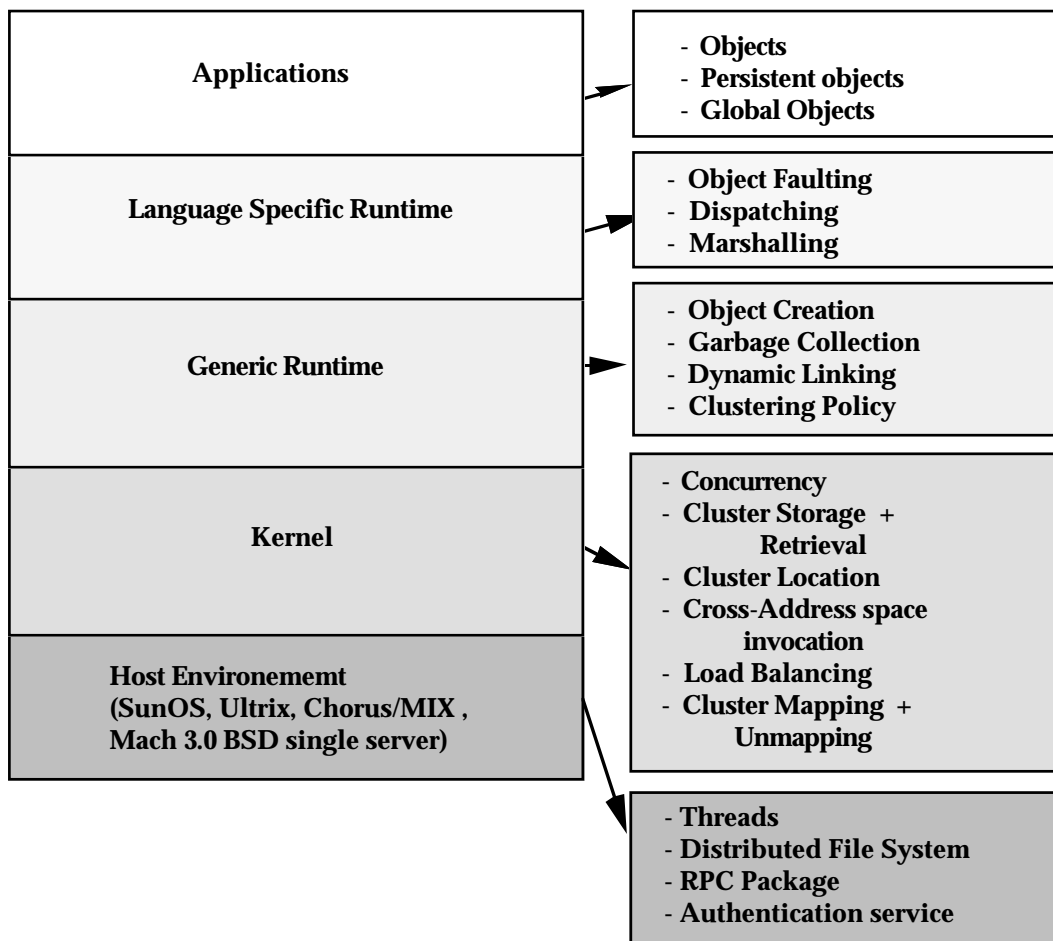 Applications
- Objects
- Persistent objects
- Global Objects
Language Specific Runtime
- Object Faulting
- Dispatching
- Marshalling
Generic Runtime
- Object Creation
- Garbage Collection
- Dynamic Linking
- Clustering Policy
Kernel
- Concurrency
- Cluster Storage +
Retrieval
- Cluster Location
- Cross-Address space
invocation
- Load Balancing
- Cluster Mapping +
Unmapping
Host Environememt
(SunOS, Ultrix, Chorus/MIX ,
Mach 3.0 BSD single server)
- Threads
- Distributed File System
- RPC Package
- Authentication service